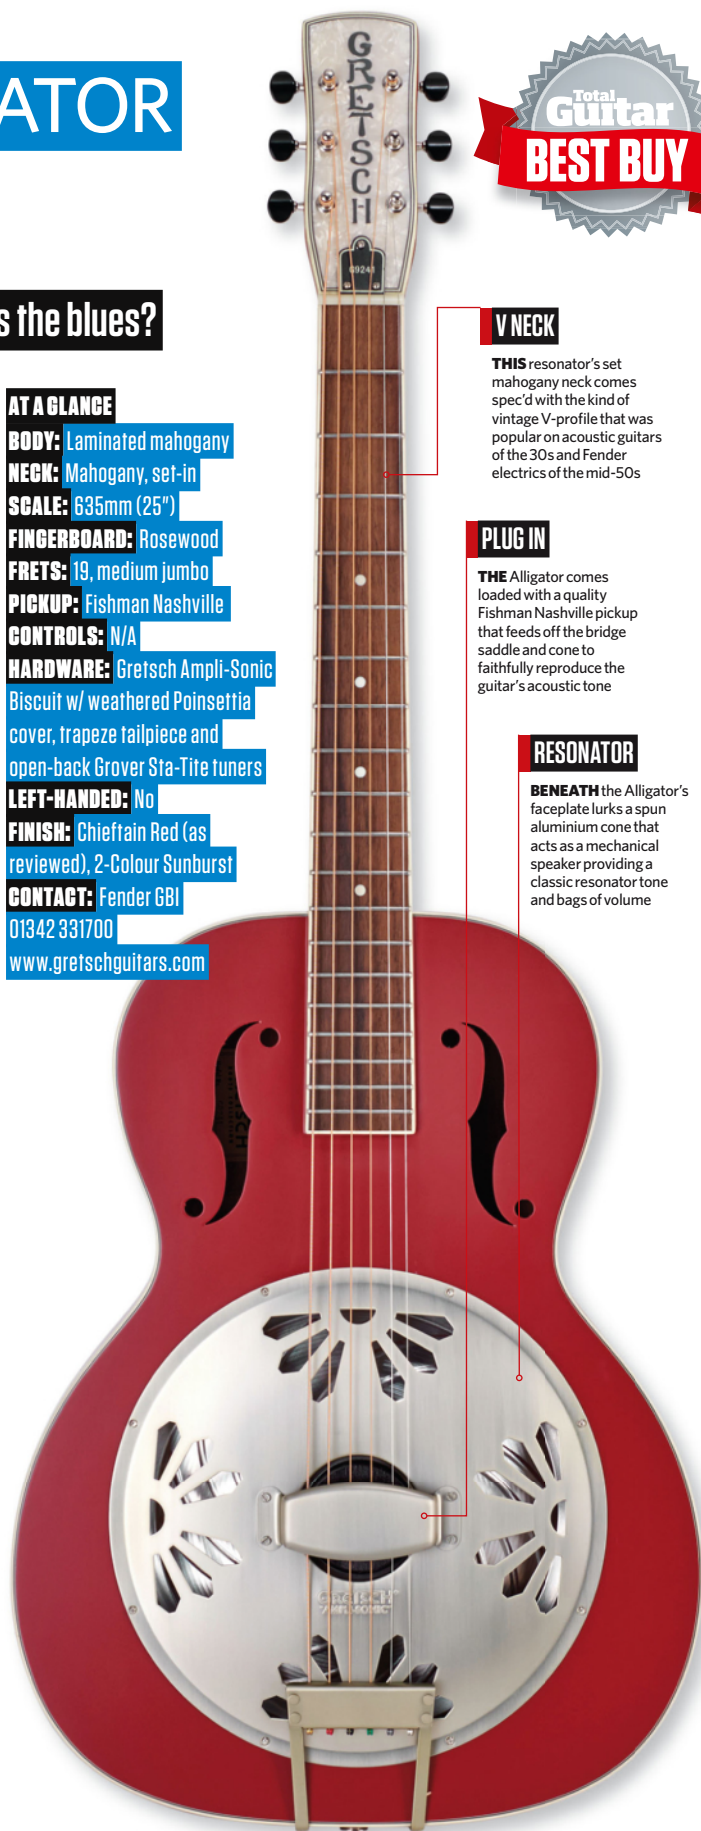 ATOR
GRETSCH
Total
Guitar
BEST BUY
s the blues?
AT A GLANCE
BODY: Laminated mahogany
NECK: Mahogany, set-in
SCALE: 635mm (25")
FINGERBOARD: Rosewood
FRETS: 19, medium jumbo
PICKUP: Fishman Nashville
CONTROLS: N/A
HARDWARE: Gretsch Ampli-Sonic
Biscuit w/ weathered Poinsettia
cover, trapeze tailpiece and
open-back Grover Sta-Tite tuners
LEFT-HANDED: No
FINISH: Chieftain Red (as
reviewed), 2-Colour Sunburst
CONTACT: Fender GBI
01342 331700
www.gretschguitars.com
V NECK
THIS resonator's set
mahogany neck comes
spec'd with the kind of
vintage V-profile that was
popular on acoustic guitars
of the 30s and Fender
electrics of the mid-50s
PLUG IN
THE Alligator comes
loaded with a quality
Fishman Nashville pickup
that feeds off the bridge
saddle and cone to
faithfully reproduce the
guitar's acoustic tone
RESONATOR
BENEATH the Alligator's
faceplate lurks a spun
aluminium cone that
acts as a mechanical
speaker providing a
classic resonator tone
and bags of volume
GRETSCH